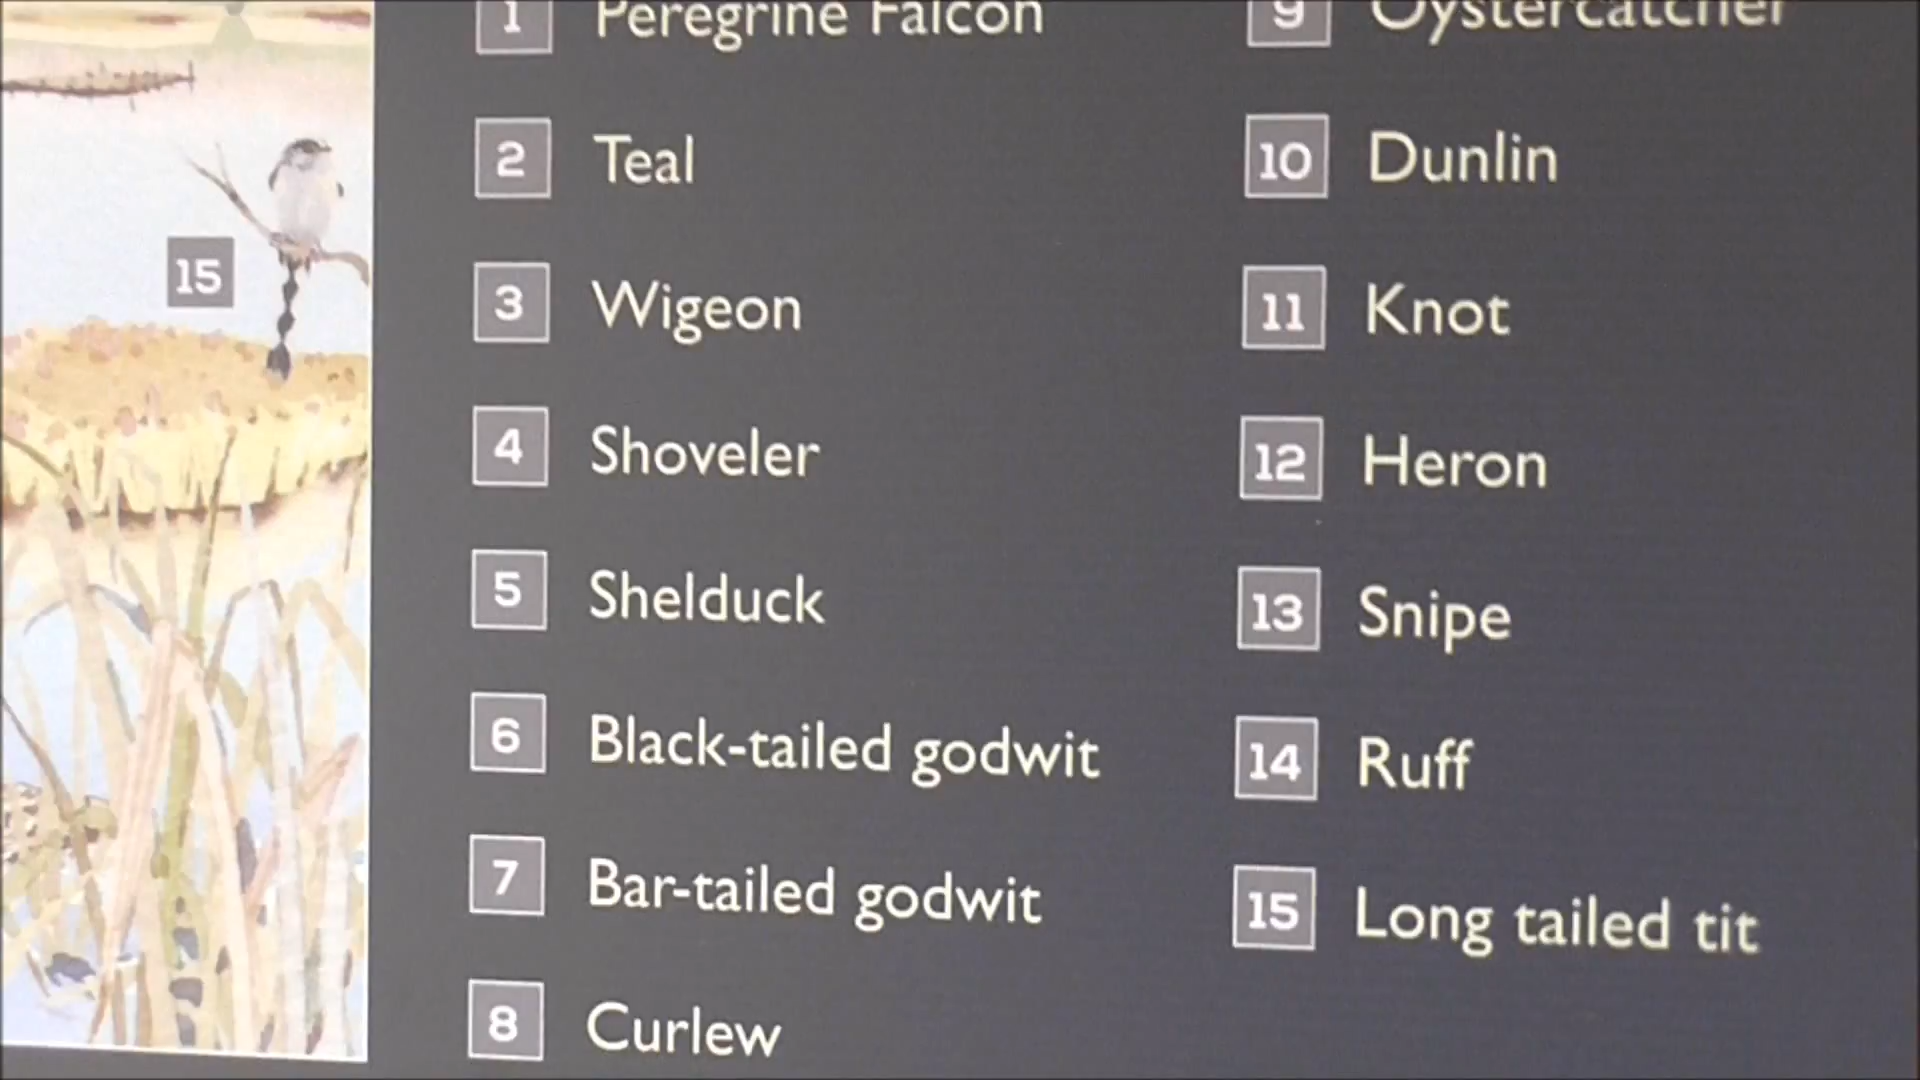 15
1 Peregrine Falcon
2 Teal
3 Wigeon
4 Shoveler
5 Shelduck
6 Black-tailed godwit
7 Bar-tailed godwit
8 Curlew
9 Oystercatcher
10 Dunlin
11 Knot
12 Heron
13 Snipe
14 Ruff
15 Long tailed tit